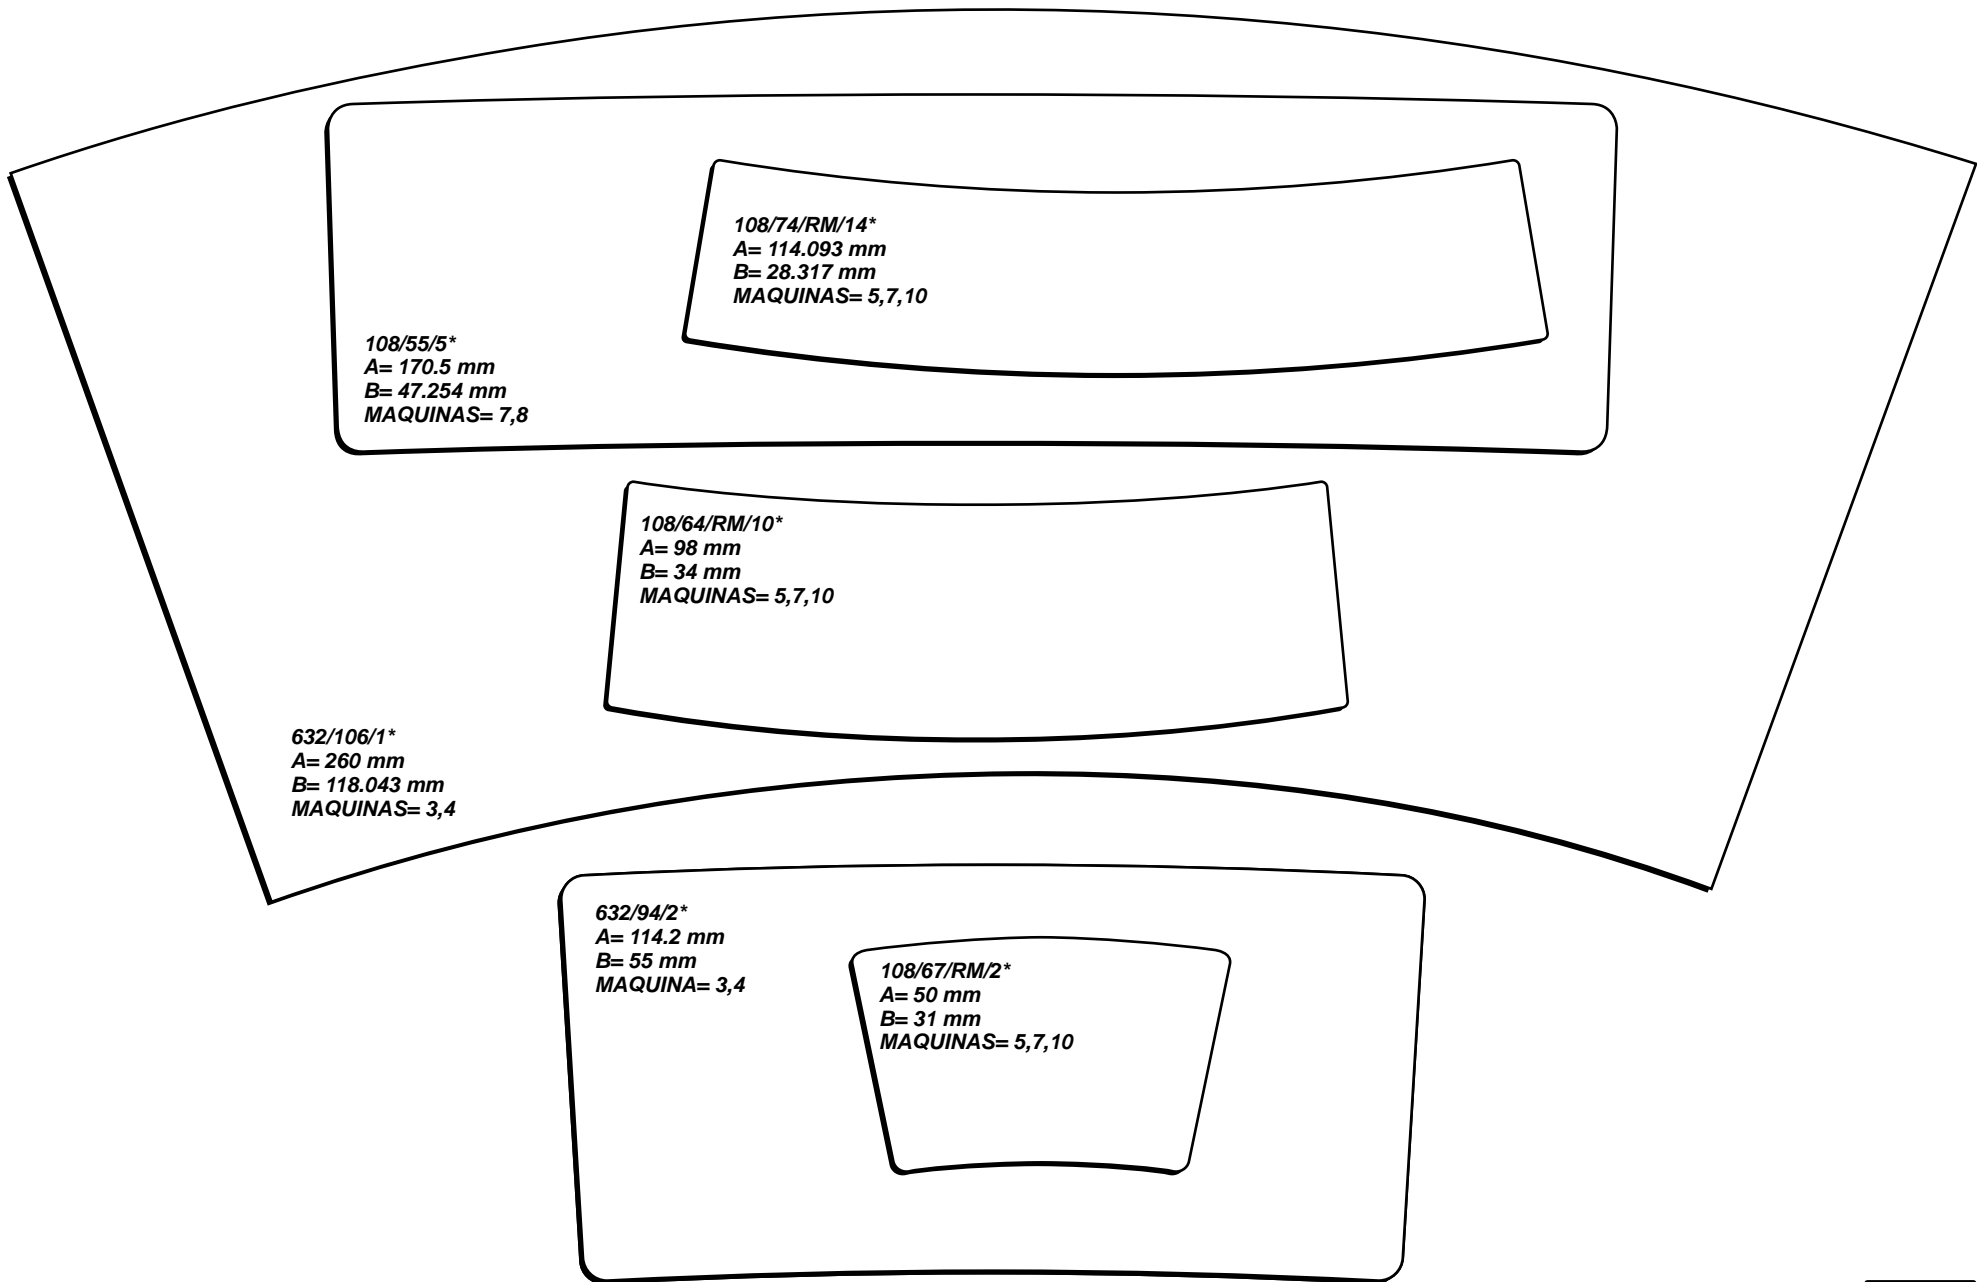 108/74/RM/14*
A= 114.093 mm
B= 28.317 mm
MAQUINAS= 5,7,10
108/55/5*
A= 170.5 mm
B= 47.254 mm
MAQUINAS= 7,8
108/64/RM/10*
A= 98 mm
B= 34 mm
MAQUINAS= 5,7,10
632/106/1*
A= 260 mm
B= 118.043 mm
MAQUINAS= 3,4
632/94/2*
A= 114.2 mm
B= 55 mm
MAQUINA= 3,4
108/67/RM/2*
A= 50 mm
B= 31 mm
MAQUINAS= 5,7,10